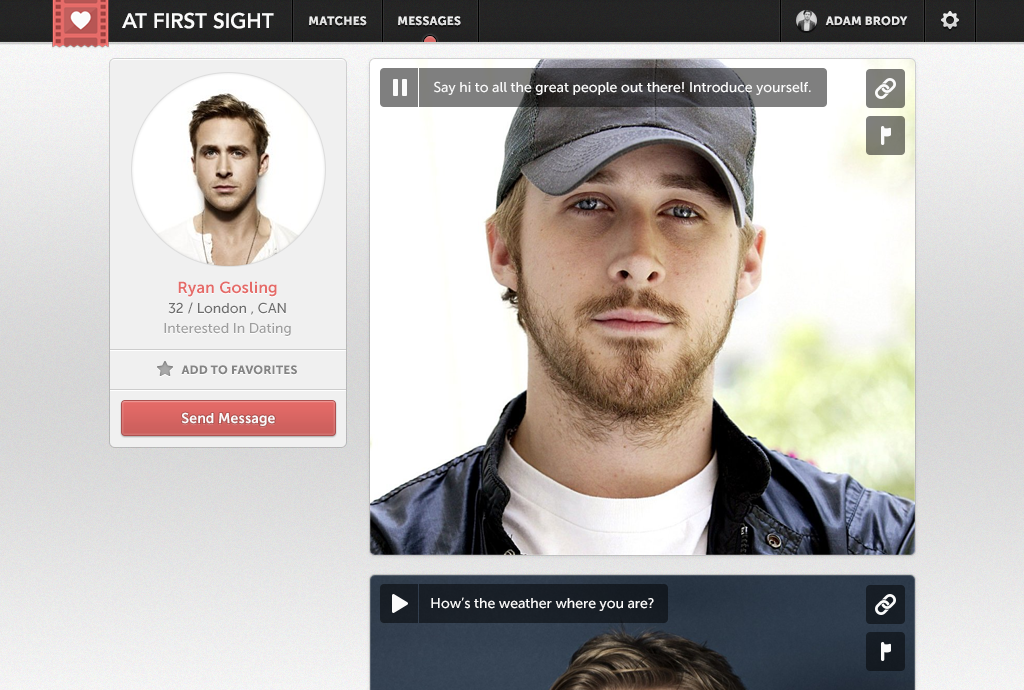 AT FIRST SIGHT
MATCHES
MESSAGES
ADAM BRODY
Ryan Gosling
32 / London , CAN
Interested In Dating
ADD TO FAVORITES
Send Message
Say hi to all the great people out there! Introduce yourself.
How's the weather where you are?